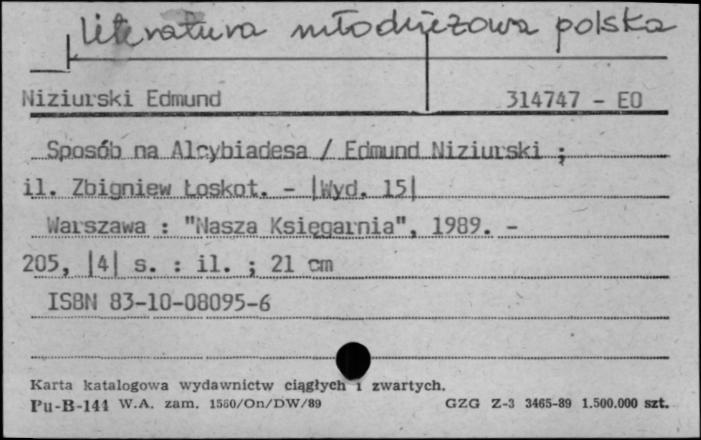 literatura młodzieżowa polska
Niziurski Edmund 314747 - EO
Sposób na Alcybiadesa / Edmund Niziurski ;
il. Zbigniew Łoskot. - |Wyd. 15|
Warszawa : "Nasza Księgarnia", 1989. -
205, |4| s. : il. ; 21 cm
ISBN 83-10-08095-6
Karta katalogowa wydawnictw ciągłych i zwartych.
Pu-B-144 W.A. zam. 1560/On/DW/89 GZG Z-3 3465-89 1.500.000 szt.